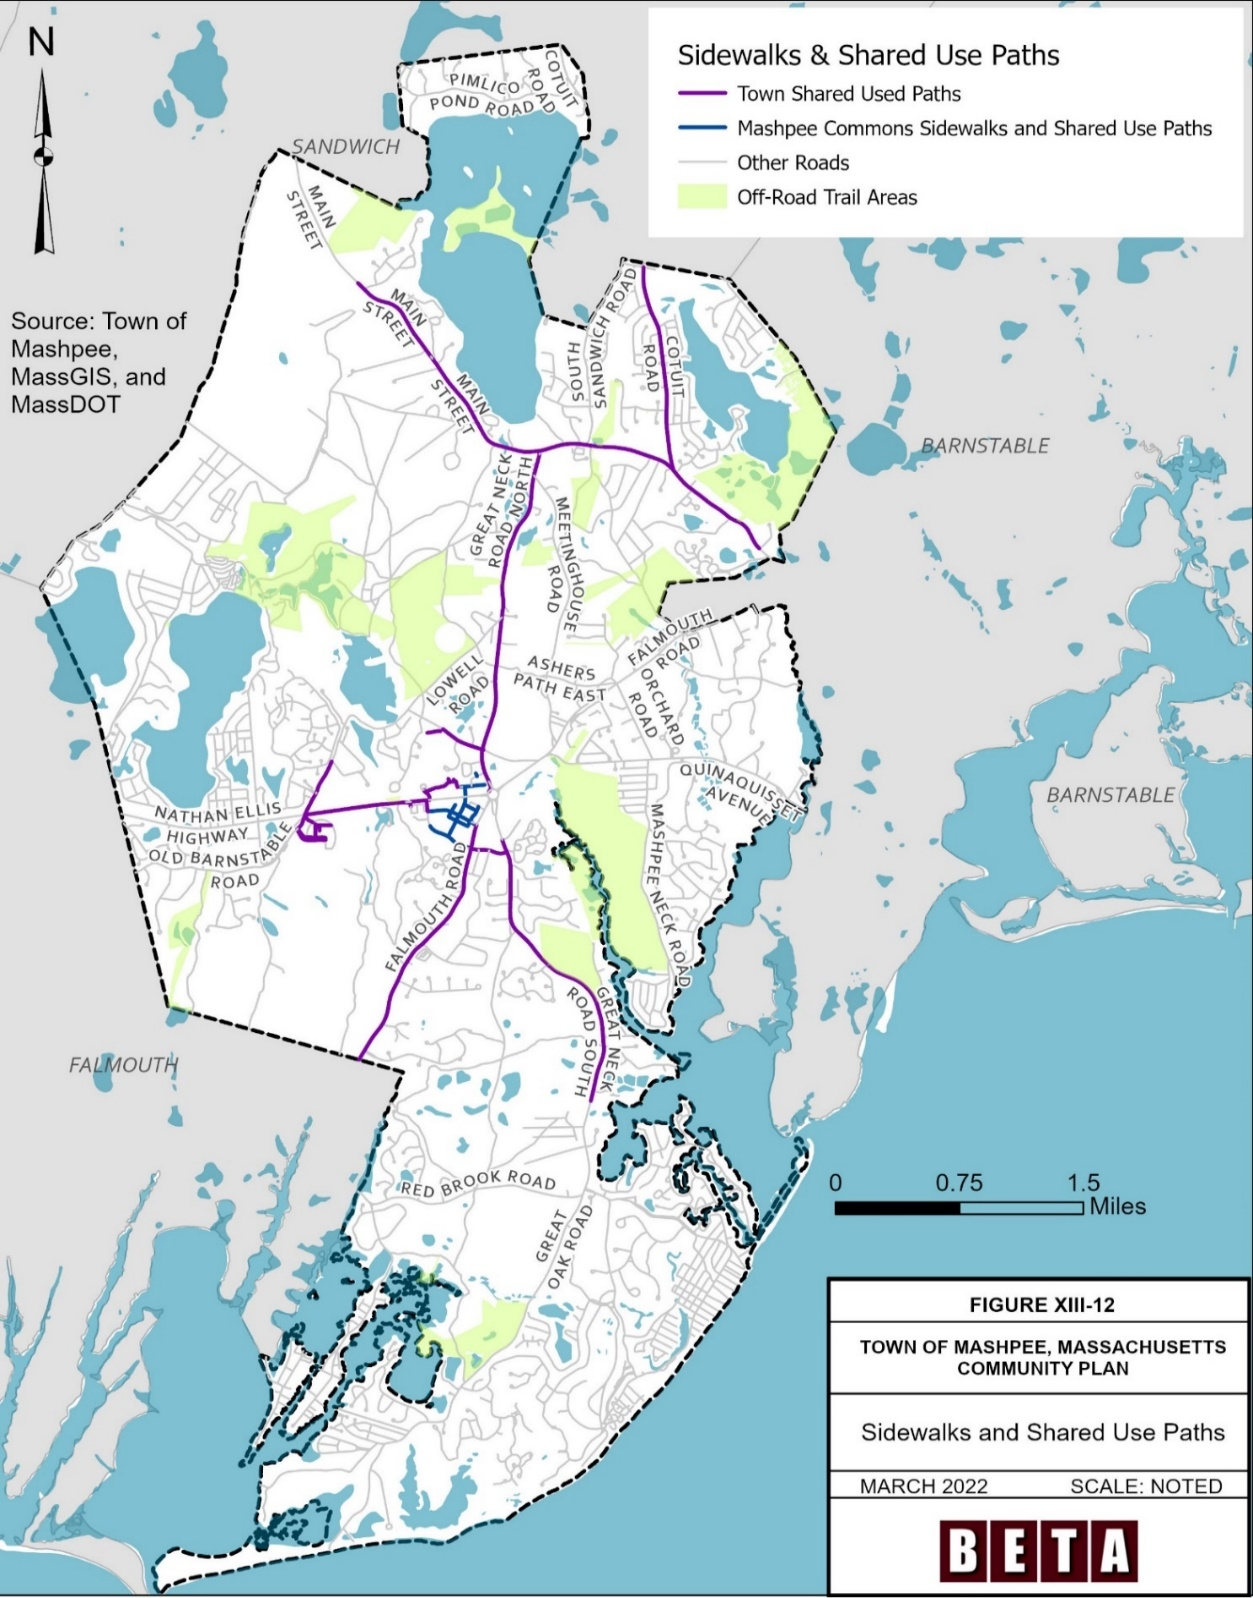 N
Sidewalks & Shared Use Paths
Town Shared Used Paths
Mashpee Commons Sidewalks and Shared Use Paths
Other Roads
Off-Road Trail Areas
PIMLICO
POND ROAD
COTUIT
ROAD
SANDWICH
MAIN
STREET
Source: Town of
Mashpee,
MassGIS, and
MassDOT
MAIN
STREET
MAIN
STREET
SOUTH
SANDWICH ROAD
COTUIT
ROAD
BARNSTABLE
GREAT NECK
ROAD NORTH
MEETINGHOUSE
ROAD
FALMOUTH
ROAD
ASHERS
PATH EAST
LOWELL
ROAD
ORCHARD
ROAD
QUINAQUISSET
AVENUE
BARNSTABLE
NATHAN ELLIS
HIGHWAY
OLD BARNSTABLE
ROAD
MASHPEE NECK ROAD
FALMOUTH ROAD
GREAT NECK
ROAD SOUTH
FALMOUTH
RED BROOK ROAD
GREAT
OAK ROAD
0 0.75 1.5
Miles
FIGURE XIII-12
TOWN OF MASHPEE, MASSACHUSETTS
COMMUNITY PLAN
Sidewalks and Shared Use Paths
MARCH 2022 SCALE: NOTED
BETA